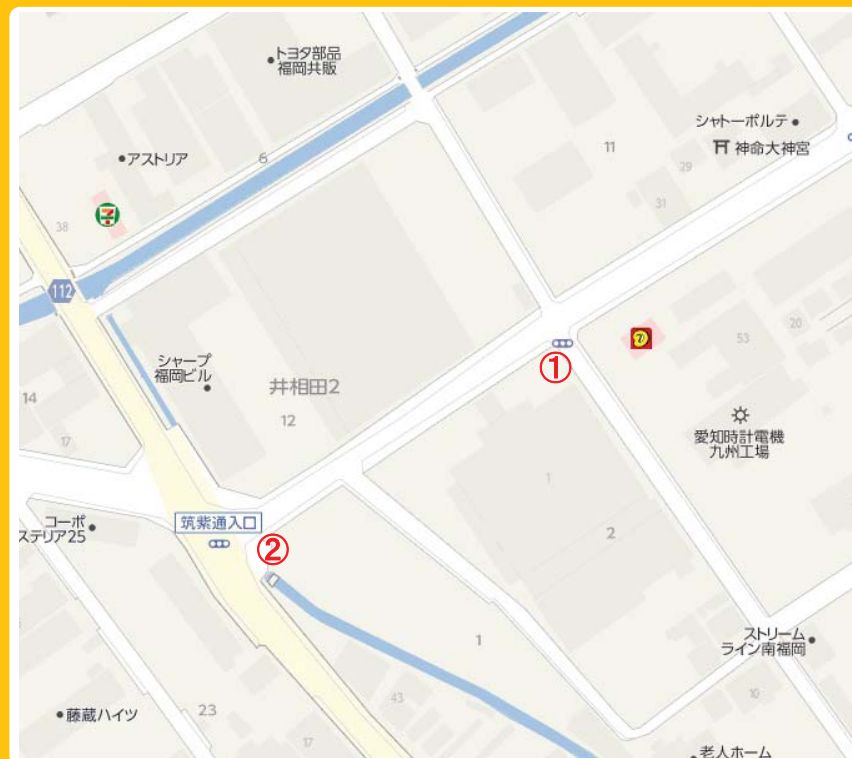 トヨタ部品
福岡共販
シャトーポルテ
神命大神宮
アストリア
6
11
29
31
38
7
112
シャープ
福岡ビル
井相田2
12
14
17
①
53
20
愛知時計電機
九州工場
1
2
筑紫通入口
②
コーポ
ステリア25
1
ストリーム
ライン南福岡
10
43
藤蔵ハイツ
23
17
老人ホーム